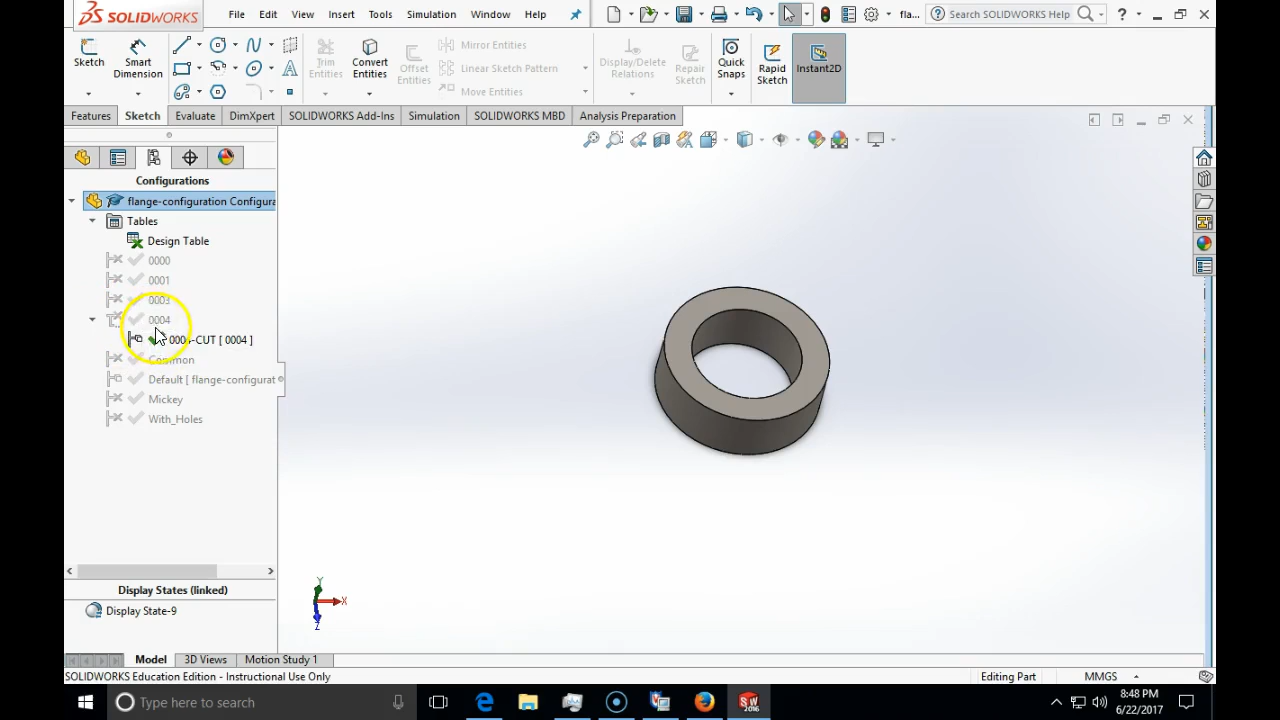 SOLIDWORKS File Edit View Insert Tools Simulation Window Help fla... Search SOLIDWORKS Help ?
Sketch Smart Dimension Trim Entities Convert Entities Offset Entities Mirror Entities Linear Sketch Pattern Move Entities Display/Delete Relations Repair Sketch Quick Snaps Rapid Sketch Instant2D
Features Sketch Evaluate DimXpert SOLIDWORKS Add-Ins Simulation SOLIDWORKS MBD Analysis Preparation
Configurations
flange-configuration Configura
Tables
Design Table
0000
0001
0003
0004
-CUT [ 0004 ]
Common
Default [ flange-configurat
Mickey
With_Holes
Display States (linked)
Display State-9
Y
X
Z
Model 3D Views Motion Study 1
SOLIDWORKS Education Edition - Instructional Use Only Editing Part MMGS
Type here to search
SW
2016
8:48 PM
6/22/2017